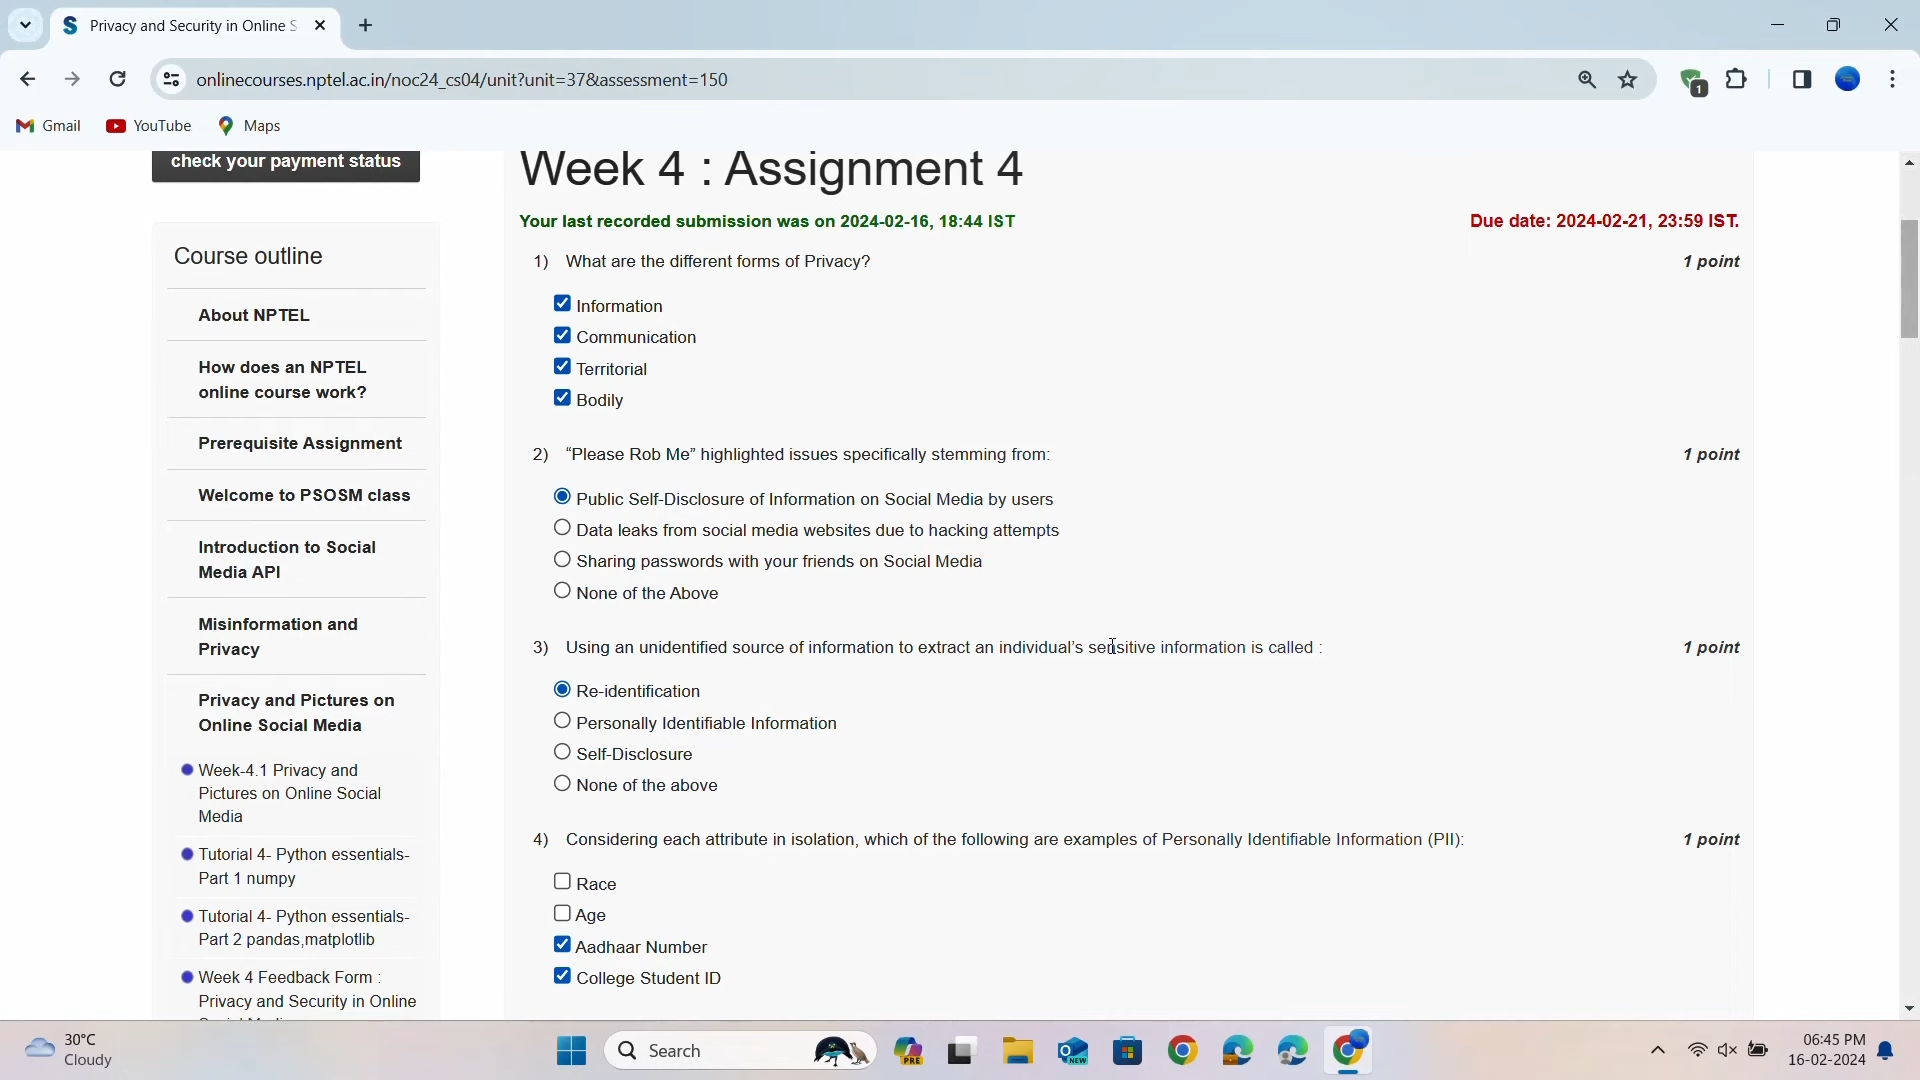 Privacy and Security in Online S
onlinecourses.nptel.ac.in/noc24_cs04/unit?unit=37&assessment=150
1
Gmail
YouTube
Maps
check your payment status
Course outline
About NPTEL
How does an NPTEL
online course work?
Prerequisite Assignment
Welcome to PSOSM class
Introduction to Social
Media API
Misinformation and
Privacy
Privacy and Pictures on
Online Social Media
Week-4.1 Privacy and
Pictures on Online Social
Media
Tutorial 4- Python essentials-
Part 1 numpy
Tutorial 4- Python essentials-
Part 2 pandas,matplotlib
Week 4 Feedback Form :
Privacy and Security in Online
Week 4 : Assignment 4
Your last recorded submission was on 2024-02-16, 18:44 IST
Due date: 2024-02-21, 23:59 IST.
1) What are the different forms of Privacy? 1 point
Information
Communication
Territorial
Bodily
2) “Please Rob Me” highlighted issues specifically stemming from: 1 point
Public Self-Disclosure of Information on Social Media by users
Data leaks from social media websites due to hacking attempts
Sharing passwords with your friends on Social Media
None of the Above
3) Using an unidentified source of information to extract an individual’s sensitive information is called : 1 point
Re-identification
Personally Identifiable Information
Self-Disclosure
None of the above
4) Considering each attribute in isolation, which of the following are examples of Personally Identifiable Information (PII): 1 point
Race
Age
Aadhaar Number
College Student ID
30°C
Cloudy
Search
PRE
NEW
06:45 PM
16-02-2024